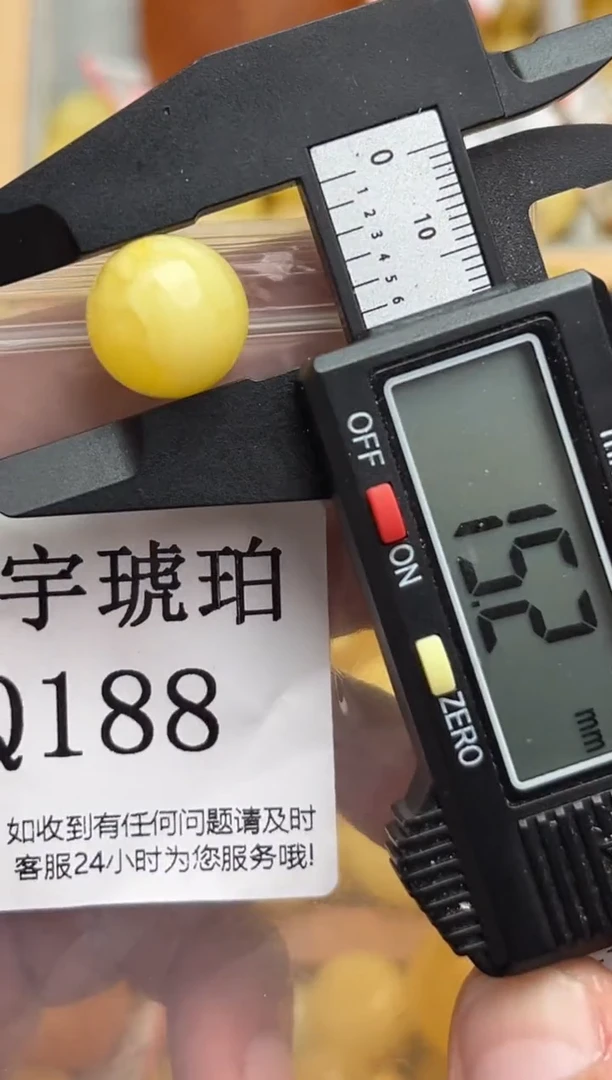 0
10
1 2 3 4 5 6
OFF
ON
ZERO
15.2
mm
宇琥珀
Q188
如收到有任何问题请及时
客服24小时为您服务哦!